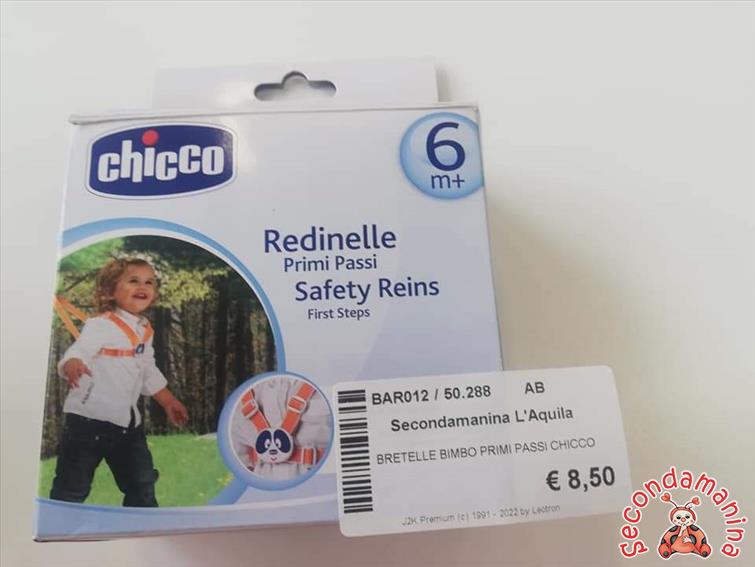 chicco
6
m+
Redinelle
Primi Passi
Safety Reins
First Steps
BAR012 / 50.288 AB
Secondamanina L'Aquila
BRETELLE BIMBO PRIMI PASSI CHICCO
€ 8,50
J2K Premium (c) 1991 - 2022 by Leotron
secondamanina